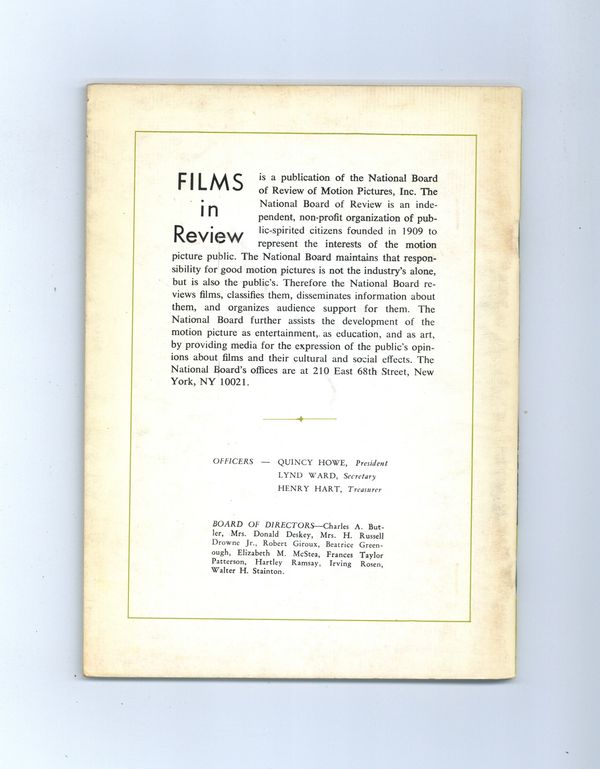 FILMS
in
Review
is a publication of the National Board
of Review of Motion Pictures, Inc. The
National Board of Review is an inde-
pendent, non-profit organization of pub-
lic-spirited citizens founded in 1909 to
represent the interests of the motion
picture public. The National Board maintains that respon-
sibility for good motion pictures is not the industry's alone,
but is also the public's. Therefore the National Board re-
views films, classifies them, disseminates information about
them, and organizes audience support for them. The
National Board further assists the development of the
motion picture as entertainment, as education, and as art,
by providing media for the expression of the public's opin-
ions about films and their cultural and social effects. The
National Board's offices are at 210 East 68th Street, New
York, NY 10021.
OFFICERS — QUINCY HOWE, President
LYND WARD, Secretary
HENRY HART, Treasurer
BOARD OF DIRECTORS—Charles A. But-
ler, Mrs. Donald Deskey, Mrs. H. Russell
Drowne Jr., Robert Giroux, Beatrice Green-
ough, Elizabeth M. McStea, Frances Taylor
Patterson, Hartley Ramsay, Irving Rosen,
Walter H. Stainton.